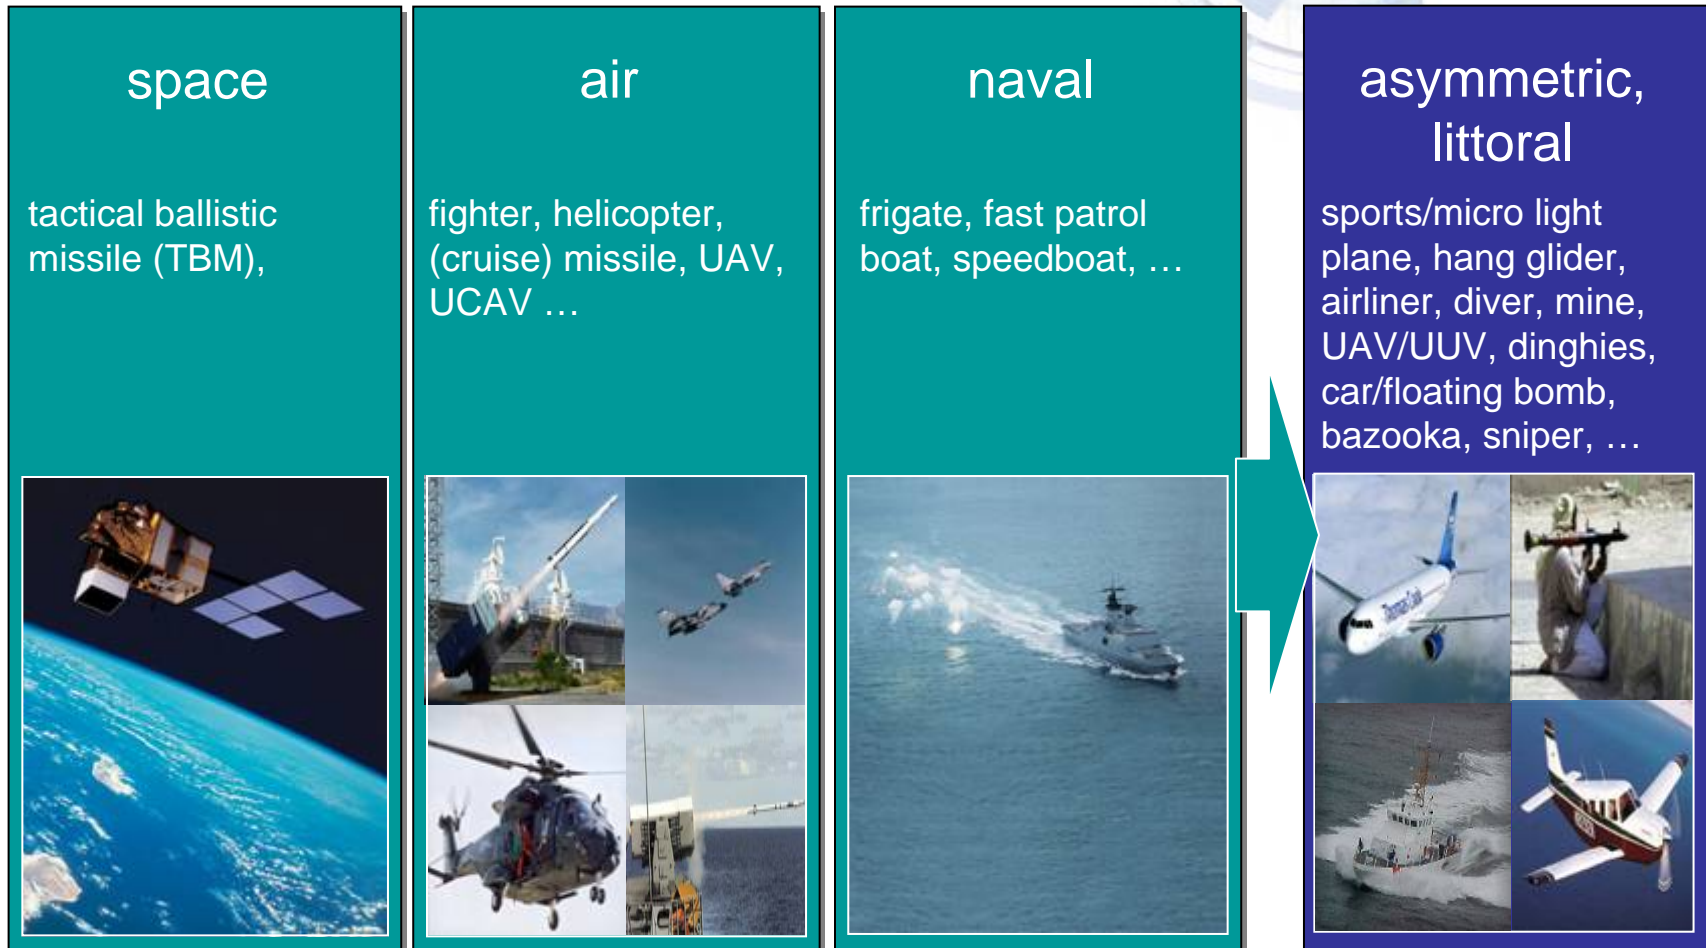 space
tactical ballistic
missile (TBM),
air
fighter, helicopter,
(cruise) missile, UAV,
UCAV …
naval
frigate, fast patrol
boat, speedboat, …
asymmetric,
littoral
sports/micro light
plane, hang glider,
airliner, diver, mine,
UAV/UUV, dinghies,
car/floating bomb,
bazooka, sniper, …